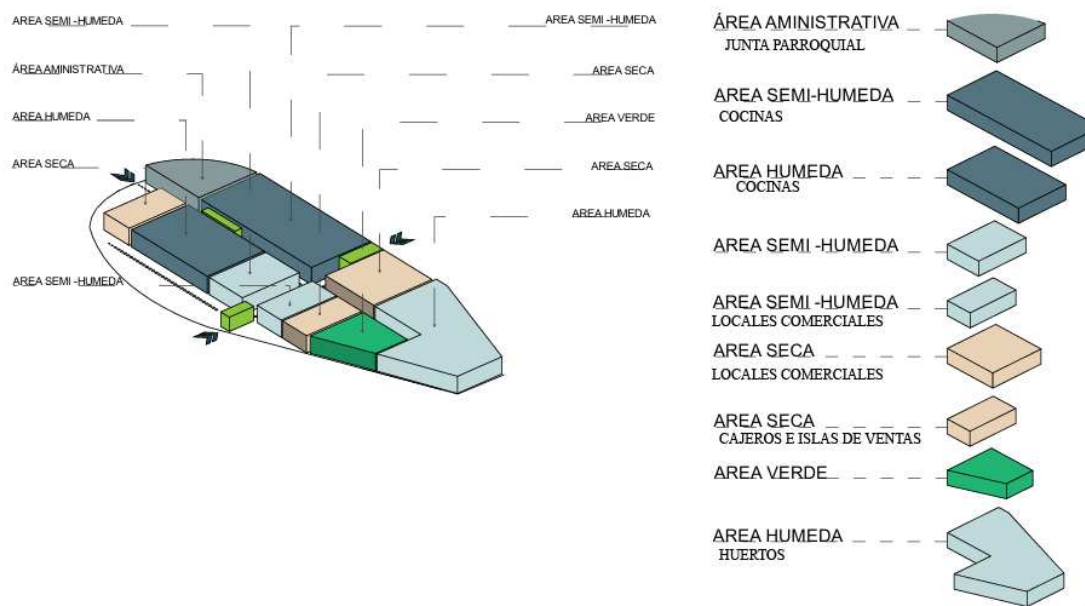 AREA SEMI -HUMEDA
AREA SEMI -HUMEDA
ÁREA AMINISTRATIVA
AREA SECA
AREA HUMEDA
AREA VERDE
AREA SECA
AREA SECA
AREA HUMEDA
AREA SEMI -HUMEDA
ÁREA AMINISTRATIVA
JUNTA PARROQUIAL
AREA SEMI-HUMEDA
COCINAS
AREA HUMEDA
COCINAS
AREA SEMI -HUMEDA
AREA SEMI -HUMEDA
LOCALES COMERCIALES
AREA SECA
LOCALES COMERCIALES
AREA SECA
CAJEROS E ISLAS DE VENTAS
AREA VERDE
AREA HUMEDA
HUERTOS